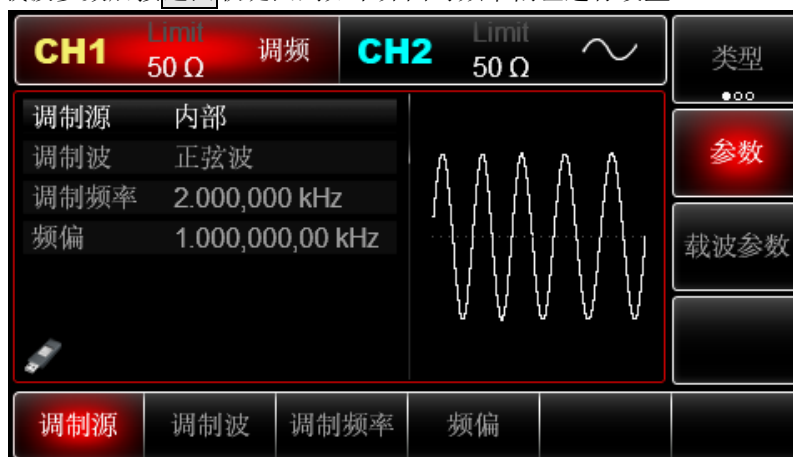 CH1 Limit 50 Ω 调频
CH2 Limit 50 Ω
类型
调制源 内部
调制波 正弦波
调制频率 2.000,000 kHz
频偏 1.000,000,00 kHz
参数
载波参数
调制源 调制波 调制频率 频偏